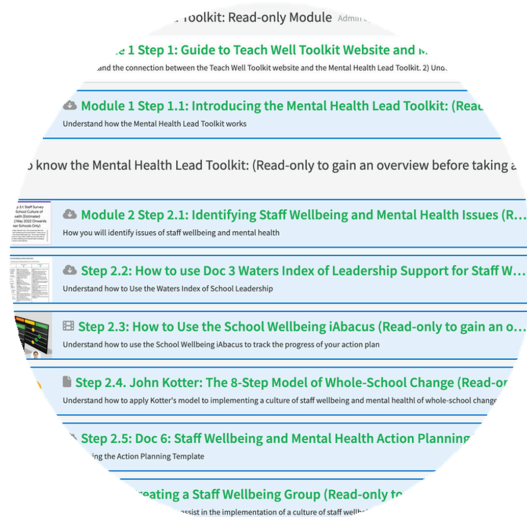 Toolkit: Read-only Module Admin
1 Step 1: Guide to Teach Well Toolkit Website and
and the connection between the Teach Well Toolkit website and the Mental Health Lead Toolkit. 2)
Module 1 Step 1.1: Introducing the Mental Health Lead Toolkit: (Read
Understand how the Mental Health Lead Toolkit works
know the Mental Health Lead Toolkit: (Read-only to gain an overview before taking a
Module 2 Step 2.1: Identifying Staff Wellbeing and Mental Health Issues (R...
How you will identify issues of staff wellbeing and mental health
Step 2.2: How to use Doc 3 Waters Index of Leadership Support for Staff W...
Understand how to Use the Waters Index of School Leadership
Step 2.3: How to Use the School Wellbeing iAbacus (Read-only to gain an o...
Understand how to use the School Wellbeing iAbacus to track the progress of your action plan
Step 2.4. John Kotter: The 8-Step Model of Whole-School Change (Read-or
Understand how to apply Kotter's model to implementing a culture of staff wellbeing and mental healthl of whole-school change
Step 2.5: Doc 6: Staff Wellbeing and Mental Health Action Planning
ing the Action Planning Template
reating a Staff Wellbeing Group (Read-only to
assist in the implementation of a culture of staff